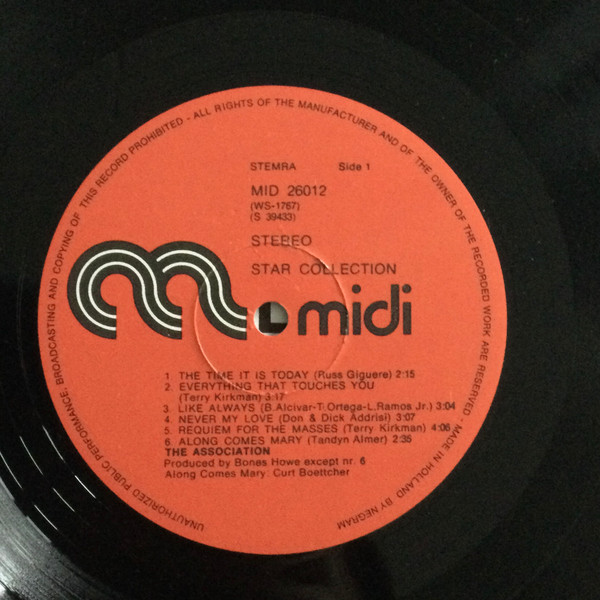 UNAUTHORIZED PUBLIC PERFORMANCE: BROADCASTING AND COPYING OF THIS RECORD PROHIBITED - ALL RIGHTS OF THE MANUFACTURER AND OF THE OWNER OF THE RECORDED WORK ARE RESERVED - MADE IN HOLLAND BY NEGRAM
STEMRA Side 1
MID 26012
(WS-1767)
(S 39433)
STEREO
STAR COLLECTION
midi
1. THE TIME IT IS TODAY (Russ Giguere) 2:15
2. EVERYTHING THAT TOUCHES YOU
(Terry Kirkman) 3:17
3. LIKE ALWAYS (B.Alcivar-T.Ortega-L.Ramos Jr.) 3:04
4. NEVER MY LOVE (Don & Dick Addrisi) 3:07
5. REQUIEM FOR THE MASSES (Terry Kirkman) 4:06
6. ALONG COMES MARY (Tandyn Almer) 2:35
THE ASSOCIATION
Produced by Bones Howe except nr. 6
Along Comes Mary: Curt Boettcher